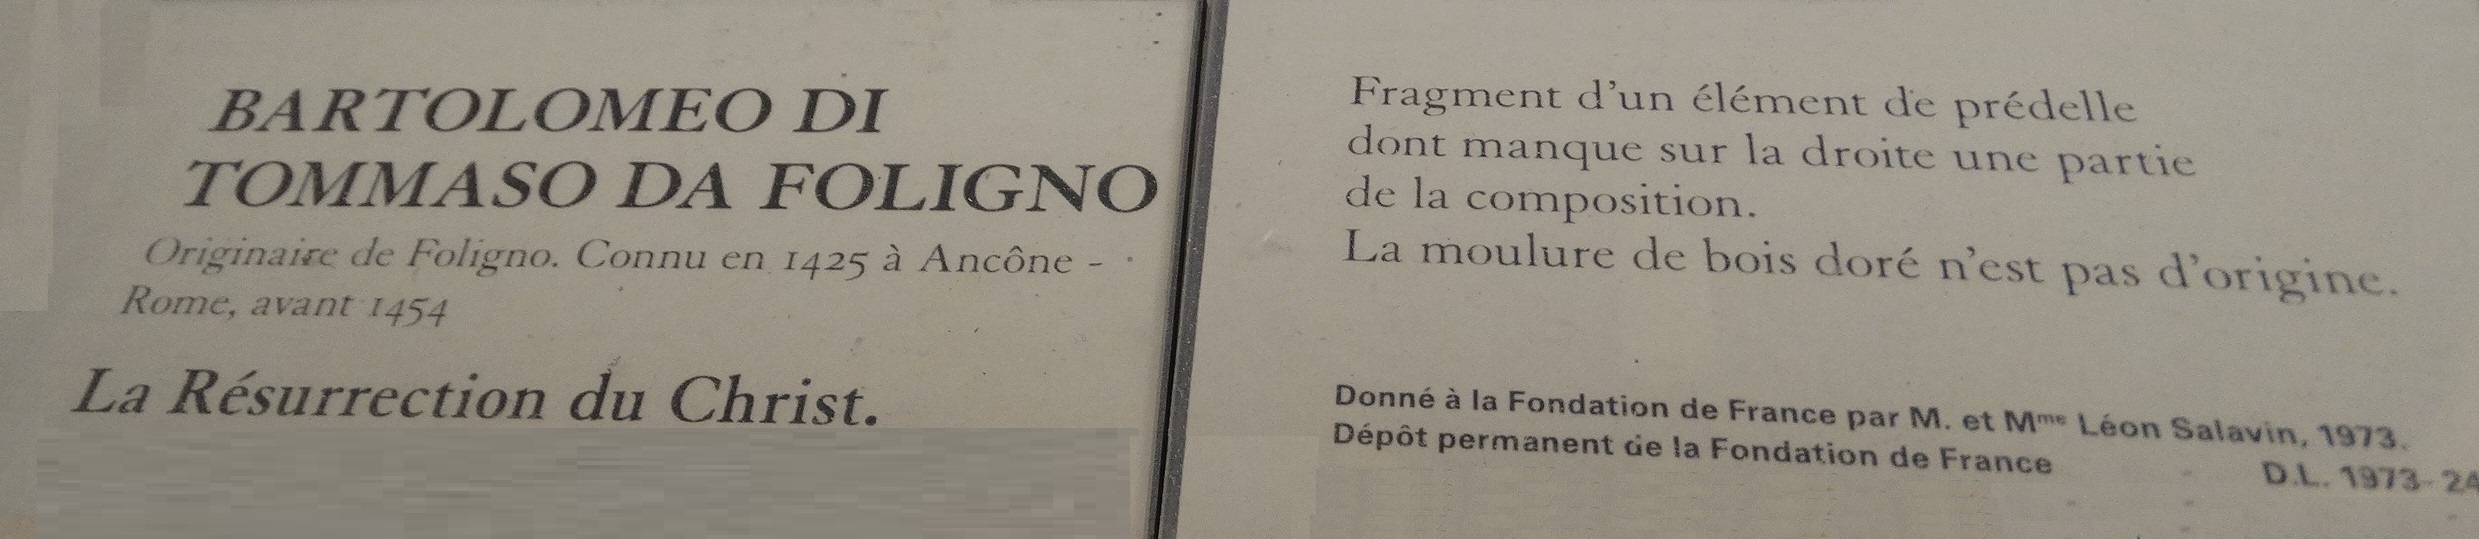 BARTOLOMEO DI
TOMMASO DA FOLIGNO
Originaire de Foligno. Connu en 1425 à Ancône -
Rome, avant 1454
La Résurrection du Christ.
Fragment d'un élément de prédelle
dont manque sur la droite une partie
de la composition.
La moulure de bois doré n'est pas d'origine.
Donné à la Fondation de France par M. et Mme Léon Salavin, 1973.
Dépôt permanent de la Fondation de France
D.L. 1973-24